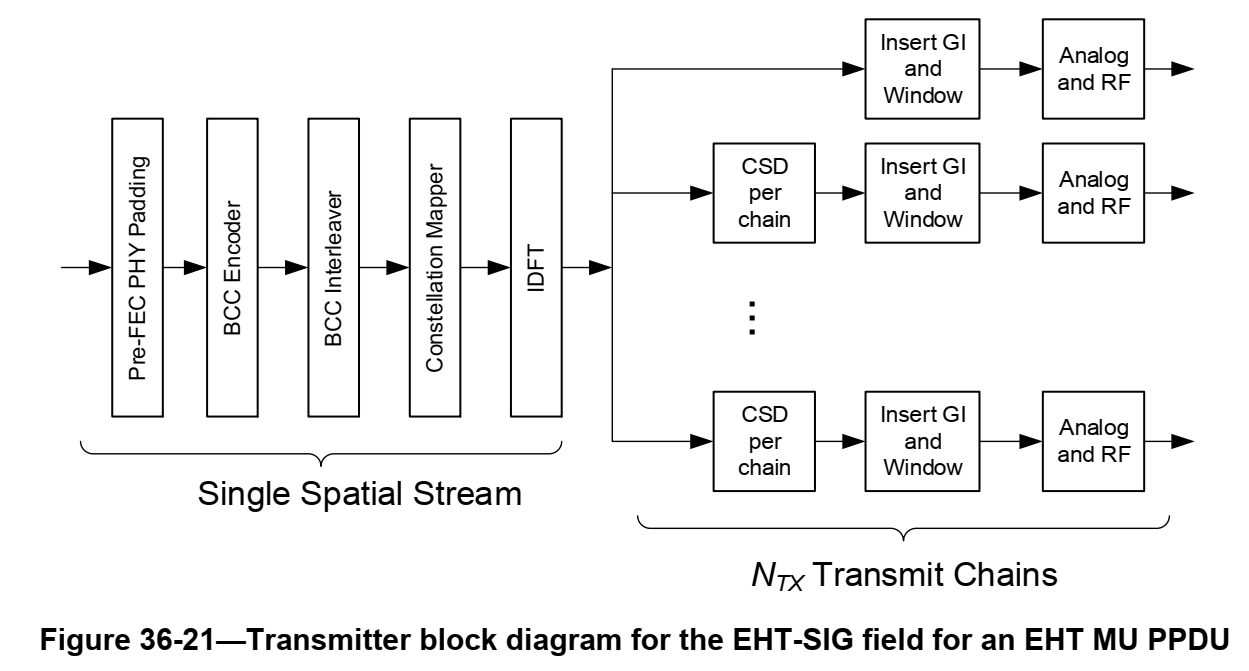 Pre-FEC PHY Padding
BCC Encoder
BCC Interleaver
Constellation Mapper
IDFT
Insert GI
and
Window
Analog
and RF
CSD
per
chain
Insert GI
and
Window
Analog
and RF
CSD
per
chain
Insert GI
and
Window
Analog
and RF
Single Spatial Stream
NTX Transmit Chains
Figure 36-21—Transmitter block diagram for the EHT-SIG field for an EHT MU PPDU